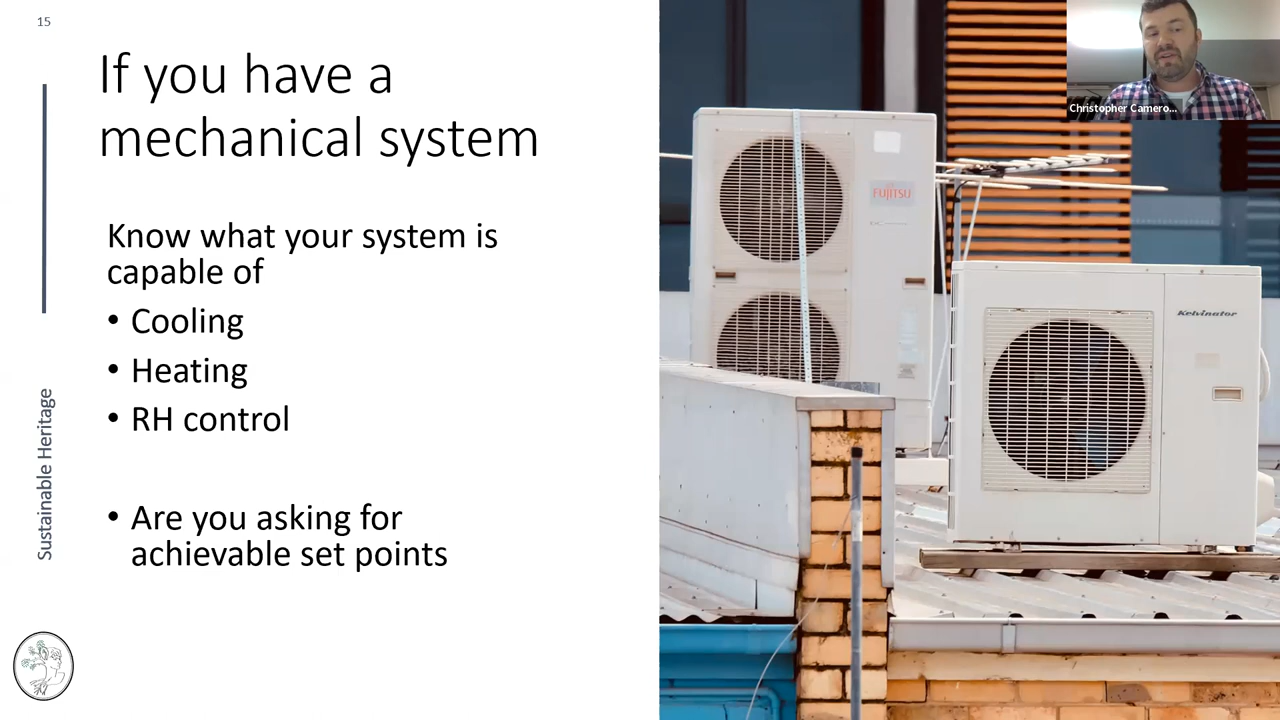 15
If you have a
mechanical system
Know what your system is
capable of
• Cooling
• Heating
• RH control
• Are you asking for
achievable set points
Sustainable Heritage
FUJITSU
Kelvinator
Christopher Camero...